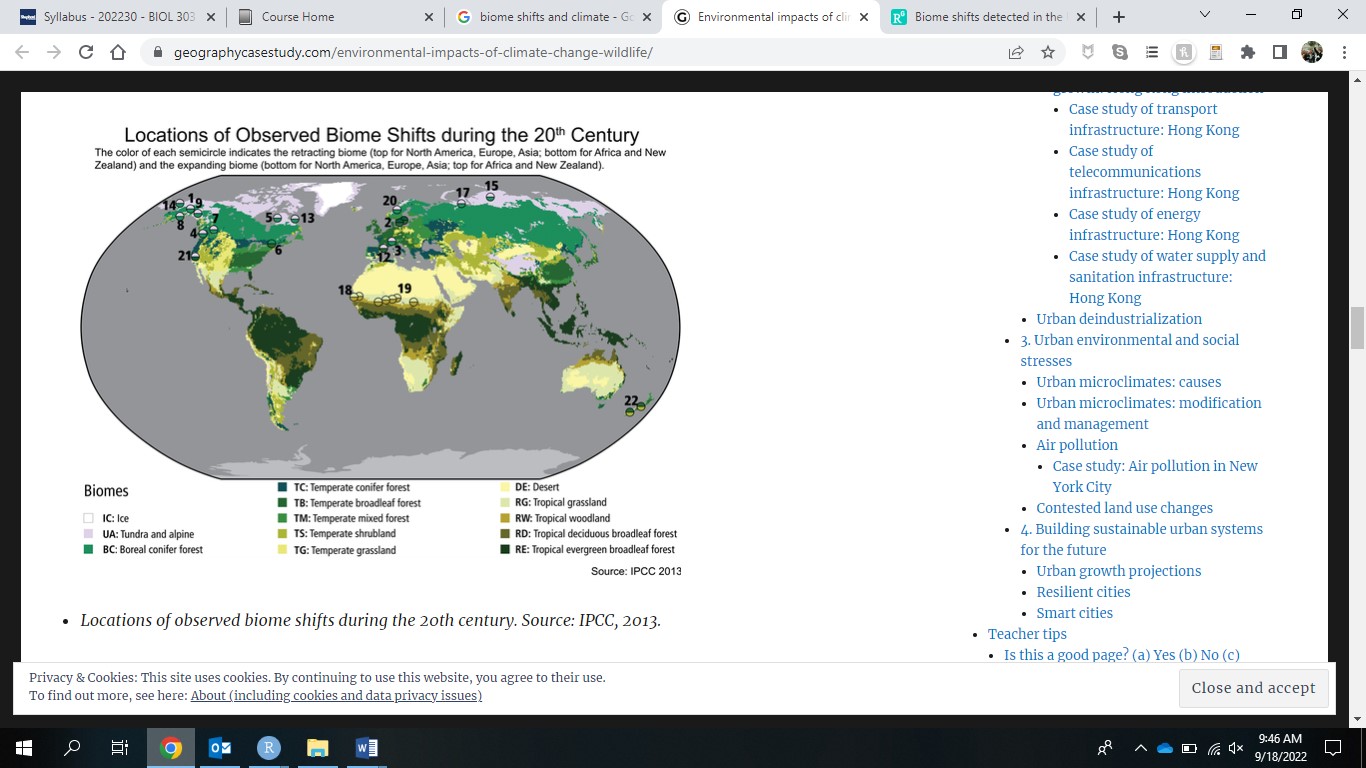 Syllabus - 202230 - BIOL 303
Course Home
biome shifts and climate - Go
Environmental impacts of cli
Biome shifts detected in the
geographycasestudy.com/environmental-impacts-of-climate-change-wildlife/
Locations of Observed Biome Shifts during the 20th Century
The color of each semicircle indicates the retracting biome (top for North America, Europe, Asia; bottom for Africa and New
Zealand) and the expanding biome (bottom for North America, Europe, Asia; top for Africa and New Zealand).
14
1
9
8
7
4
5
13
6
21
20
2
3
12
17
15
18
19
22
Biomes
IC: Ice
UA: Tundra and alpine
BC: Boreal conifer forest
TC: Temperate conifer forest
TB: Temperate broadleaf forest
TM: Temperate mixed forest
TS: Temperate shrubland
TG: Temperate grassland
DE: Desert
RG: Tropical grassland
RW: Tropical woodland
RD: Tropical deciduous broadleaf forest
RE: Tropical evergreen broadleaf forest
Source: IPCC 2013
Locations of observed biome shifts during the 20th century. Source: IPCC, 2013.
Case study of transport
infrastructure: Hong Kong
Case study of
telecommunications
infrastructure: Hong Kong
Case study of energy
infrastructure: Hong Kong
Case study of water supply and
sanitation infrastructure:
Hong Kong
Urban deindustrialization
3. Urban environmental and social
stresses
Urban microclimates: causes
Urban microclimates: modification
and management
Air pollution
Case study: Air pollution in New
York City
Contested land use changes
4. Building sustainable urban systems
for the future
Urban growth projections
Resilient cities
Smart cities
Teacher tips
Is this a good page? (a) Yes (b) No (c)
Privacy & Cookies: This site uses cookies. By continuing to use this website, you agree to their use.
To find out more, see here: About (including cookies and data privacy issues)
Close and accept
9:46 AM
9/18/2022